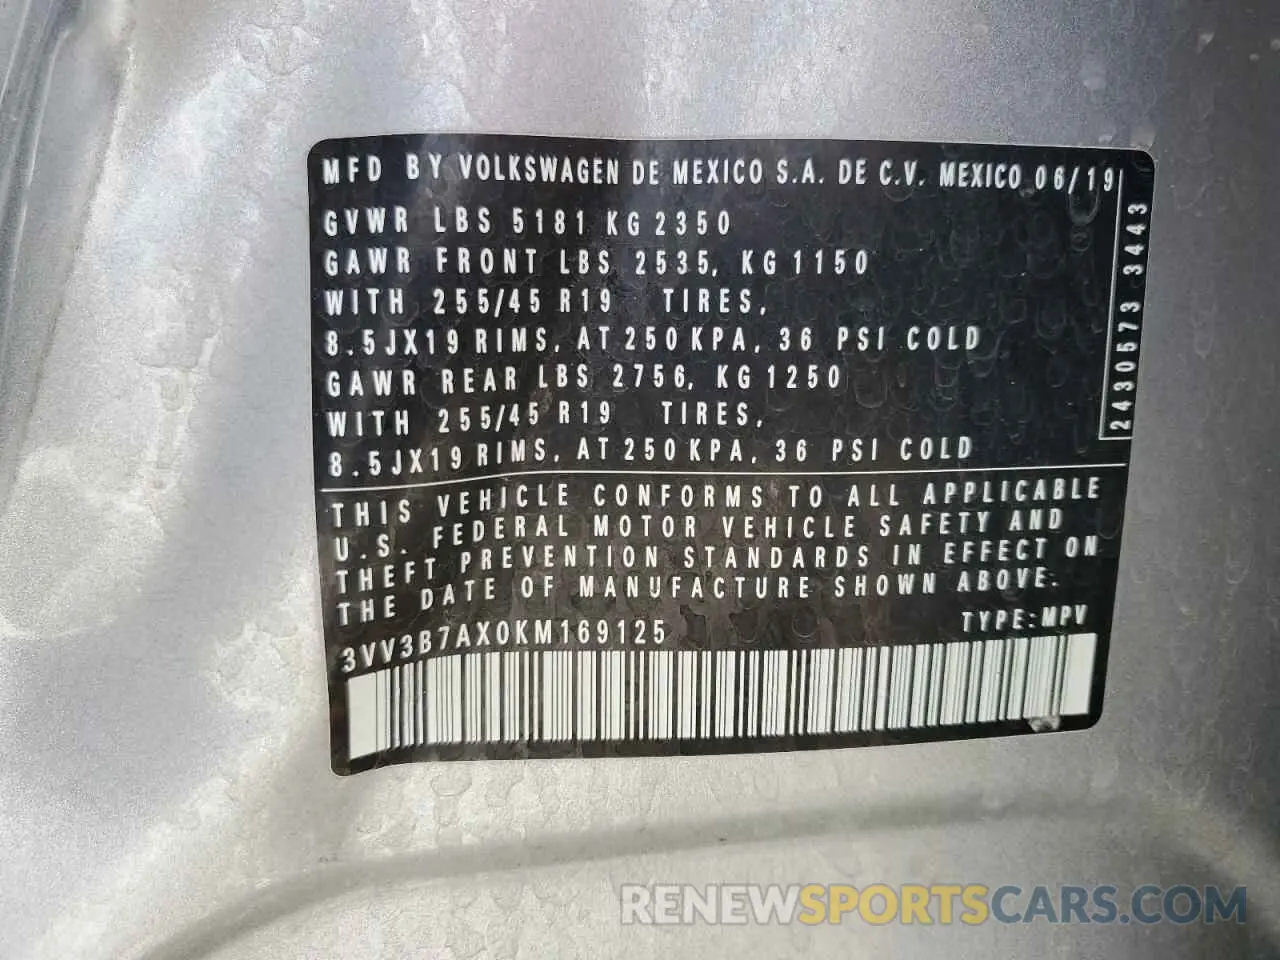 MFD BY VOLKSWAGEN DE MEXICO S.A. DE C.V. MEXICO 06/19
GVWR LBS 5181 KG 2350
GAWR FRONT LBS 2535, KG 1150
WITH 255/45 R19 TIRES,
8.5JX19 RIMS, AT 250 KPA, 36 PSI COLD
GAWR REAR LBS 2756, KG 1250
WITH 255/45 R19 TIRES,
8.5JX19 RIMS, AT 250 KPA, 36 PSI COLD
2430573 3443
THIS VEHICLE CONFORMS TO ALL APPLICABLE
U.S. FEDERAL MOTOR VEHICLE SAFETY AND
THEFT PREVENTION STANDARDS IN EFFECT ON
THE DATE OF MANUFACTURE SHOWN ABOVE.
3VV3B7AX0KM169125 TYPE: MPV
RENEWSPORTSCARS.COM